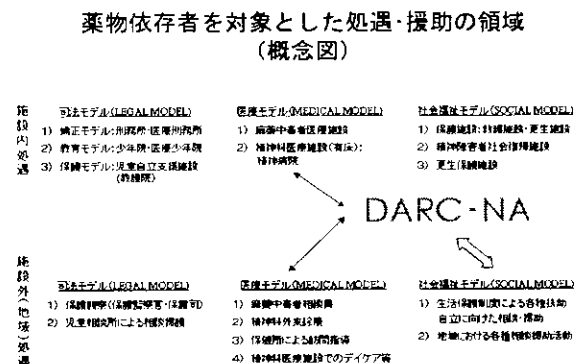 薬物依存者を対象とした処遇・援助の領域
(概念図)
施設内処遇
司法モデル(LEGAL MODEL)
1) 矯正モデル:刑務所・医療刑務所
2) 教育モデル:少年院・医療少年院
3) 保護モデル:児童自立支援施設
(教護院)
医療モデル(MEDICAL MODEL)
1) 麻薬中毒者医療施設
2) 精神科医療施設(有床):
精神病院
社会福祉モデル(SOCIAL MODEL)
1) 保護施設:救護施設・更生施設
2) 精神障害者社会復帰施設
3) 更生保護施設
DARC-NA
施設外(地域)処遇
司法モデル(LEGAL MODEL)
1) 保護観察(保護観察官・保護司)
2) 児童相談所による相談援護
医療モデル(MEDICAL MODEL)
1) 麻薬中毒者相談員
2) 精神科外来診療
3) 保健所による訪問指導
4) 精神科医療施設でのデイケア等
社会福祉モデル(SOCIAL MODEL)
1) 生活保護制度による各種扶助
自立に向けた相談・援助
2) 地域における各種相談援助活動